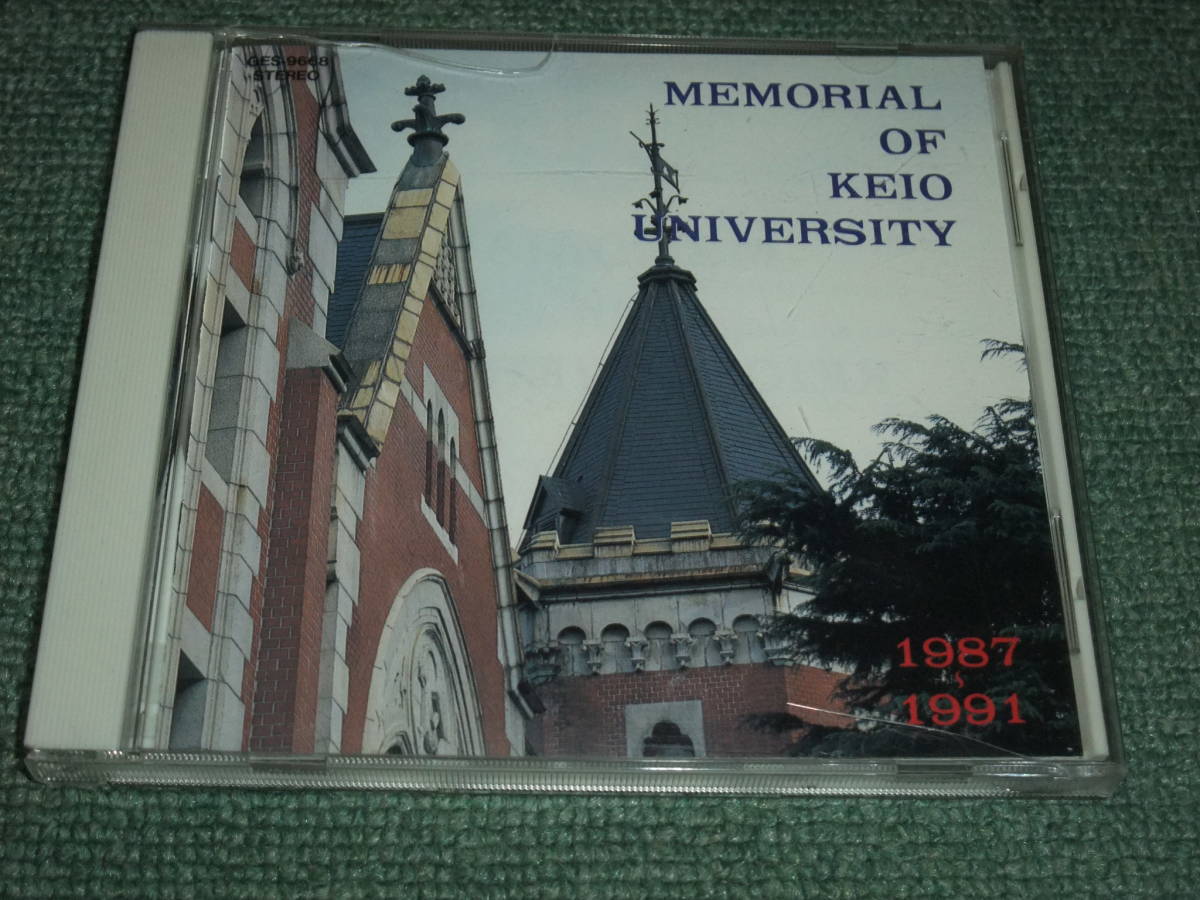 GES-9668
STEREO
MEMORIAL
OF
KEIO
UNIVERSITY
1987
〜
1991